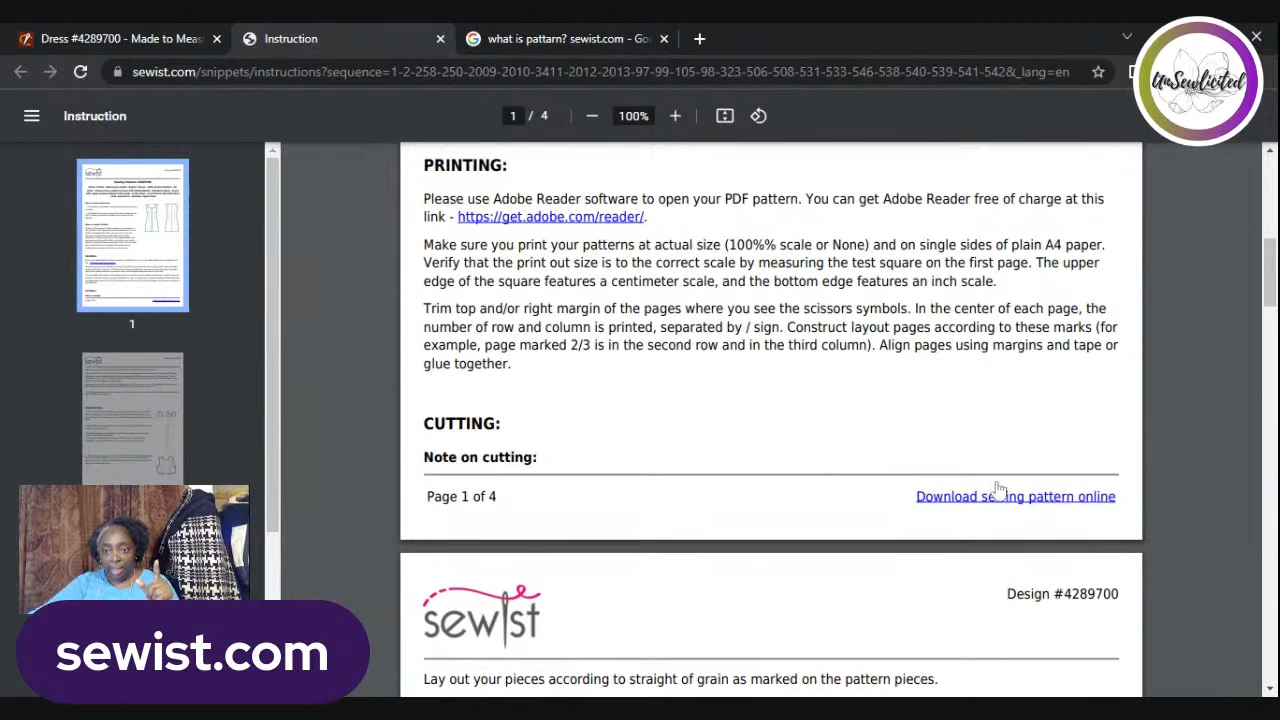 Dress #4289700 - Made to Meas
Instruction
what is pattarn? sewist.com - Go
sewist.com/snippets/instructions?sequence=1-2-258-250-2009-2010-3411-2012-2013-97-99-105-98-323-506-508-531-533-546-538-540-539-541-542&_lang=en
UnSewlicited
Instruction
1 / 4
100%
PRINTING:
Please use Adobe Reader software to open your PDF pattern. You can get Adobe Reader free of charge at this
link - https://get.adobe.com/reader/.
Make sure you print your patterns at actual size (100%% scale or None) and on single sides of plain A4 paper.
Verify that the print out size is to the correct scale by measuring the test square on the first page. The upper
edge of the square features a centimeter scale, and the bottom edge features an inch scale.
Trim top and/or right margin of the pages where you see the scissors symbols. In the center of each page, the
number of row and column is printed, separated by / sign. Construct layout pages according to these marks (for
example, page marked 2/3 is in the second row and in the third column). Align pages using margins and tape or
glue together.
CUTTING:
Note on cutting:
Page 1 of 4
Download sewing pattern online
1
sewist
sewist
Design #4289700
Lay out your pieces according to straight of grain as marked on the pattern pieces.
sewist.com